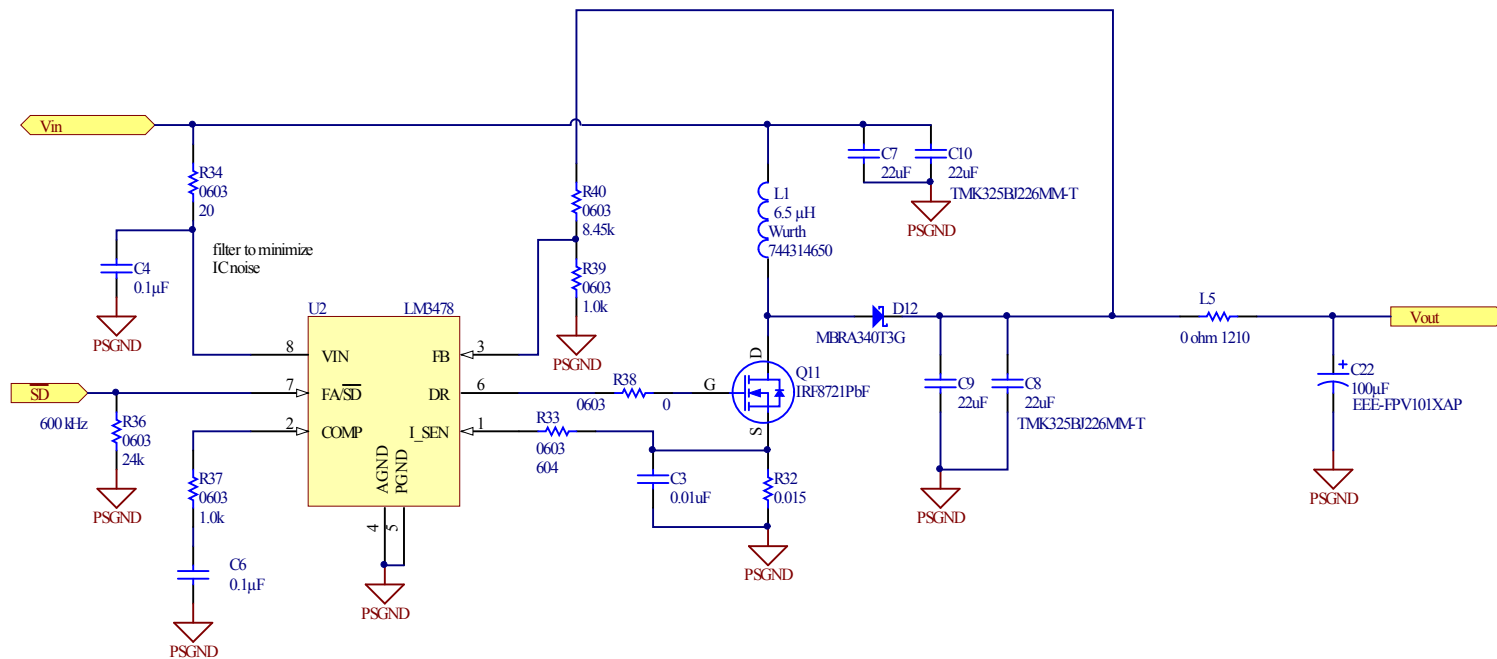 Vin
R34
0603
20
filter to minimize
IC noise
C4
0.1µF
PSGND
R40
0603
8.45k
R39
0603
1.0k
PSGND
L1
6.5 µH
Wurth
744314650
C7
22uF
C10
22uF
TMK325BJ226MM-T
PSGND
U2
LM3478
8
VIN
FB
3
7
FA/SD
DR
6
2
COMP
I_SEN
1
AGND
PGND
4
5
PSGND
SD
600 kHz
R36
0603
24k
PSGND
R37
0603
1.0k
C6
0.1µF
PSGND
R38
0603
0
R33
0603
604
G
D
S
Q11
IRF8721PbF
C3
0.01uF
R32
0.015
PSGND
D12
MBRA340T3G
C9
22uF
C8
22uF
TMK325BJ226MM-T
PSGND
L5
0 ohm 1210
Vout
+
C22
100µF
EEE-FPV101XAP
PSGND